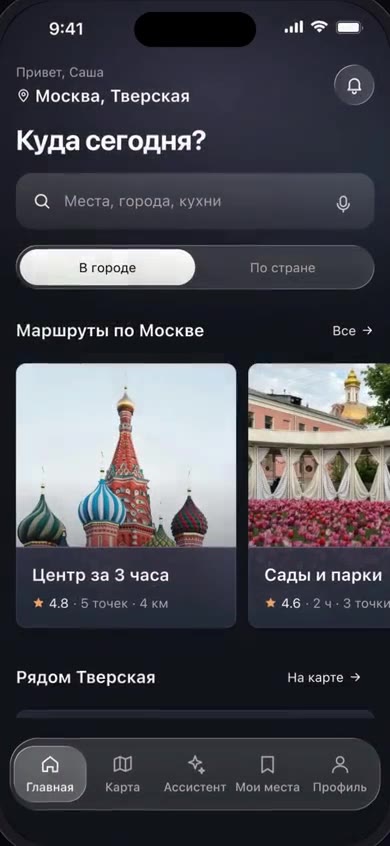 9:41
Привет, Саша
Москва, Тверская
Куда сегодня?
Места, города, кухни
В городе
По стране
Маршруты по Москве
Все →
Центр за 3 часа
4.8 · 5 точек · 4 км
Сады и парки
4.6 · 2 ч · 3 точки
Рядом Тверская
На карте →
Главная
Карта
Ассистент
Мои места
Профиль